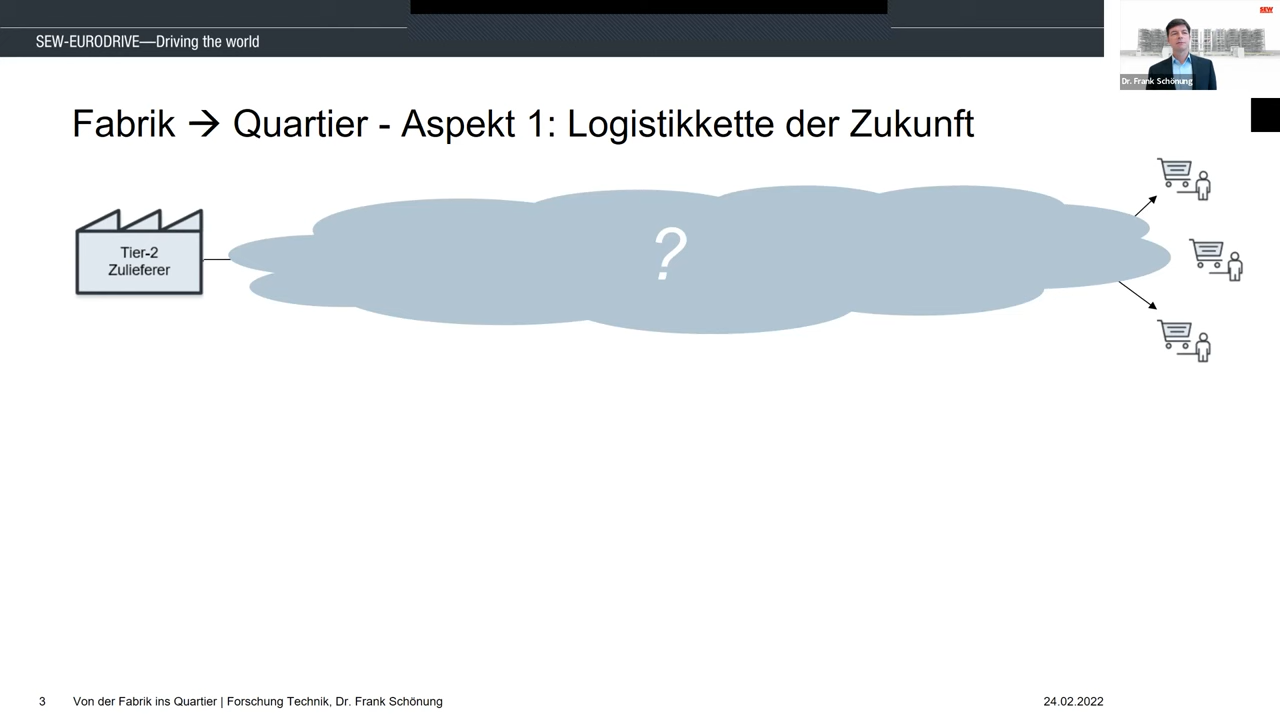 SEW-EURODRIVE—Driving the world
SEW
Dr. Frank Schönung
Fabrik → Quartier - Aspekt 1: Logistikkette der Zukunft
?
Tier-2
Zulieferer
3 Von der Fabrik ins Quartier | Forschung Technik, Dr. Frank Schönung 24.02.2022